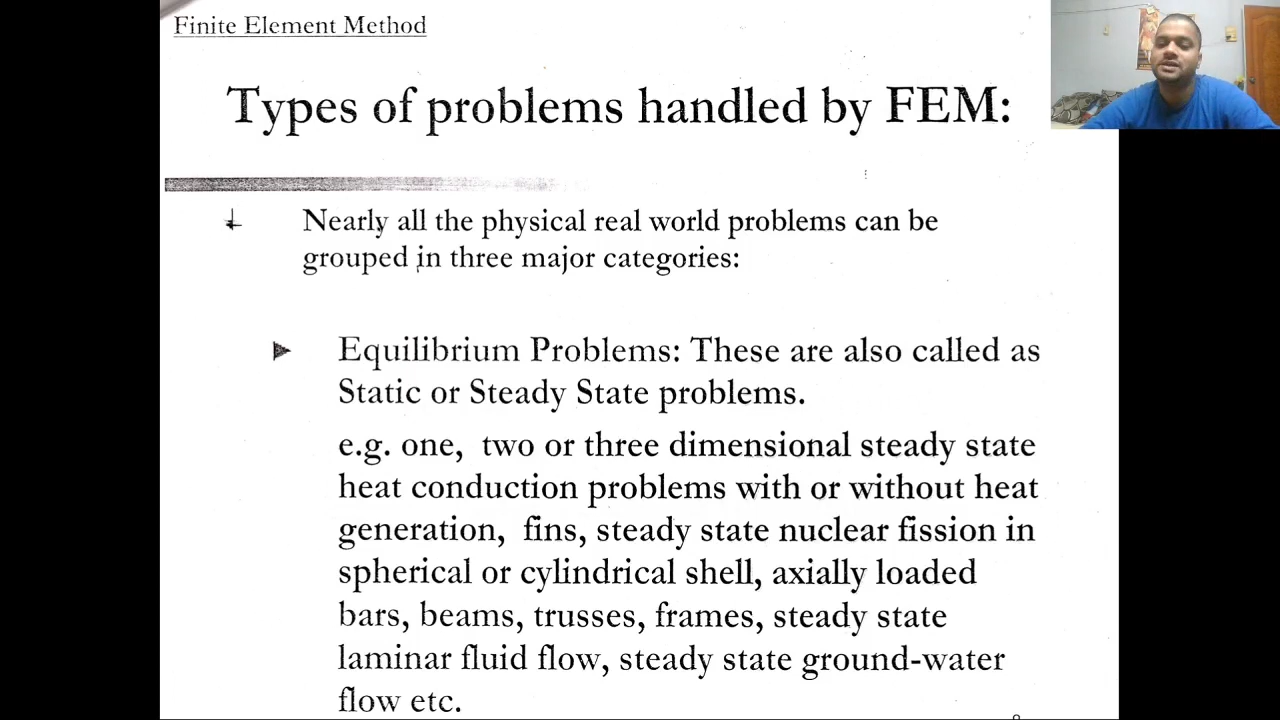 Finite Element Method
Types of problems handled by FEM:
Nearly all the physical real world problems can be
grouped in three major categories:
Equilibrium Problems: These are also called as
Static or Steady State problems.
e.g. one, two or three dimensional steady state
heat conduction problems with or without heat
generation, fins, steady state nuclear fission in
spherical or cylindrical shell, axially loaded
bars, beams, trusses, frames, steady state
laminar fluid flow, steady state ground-water
flow etc.